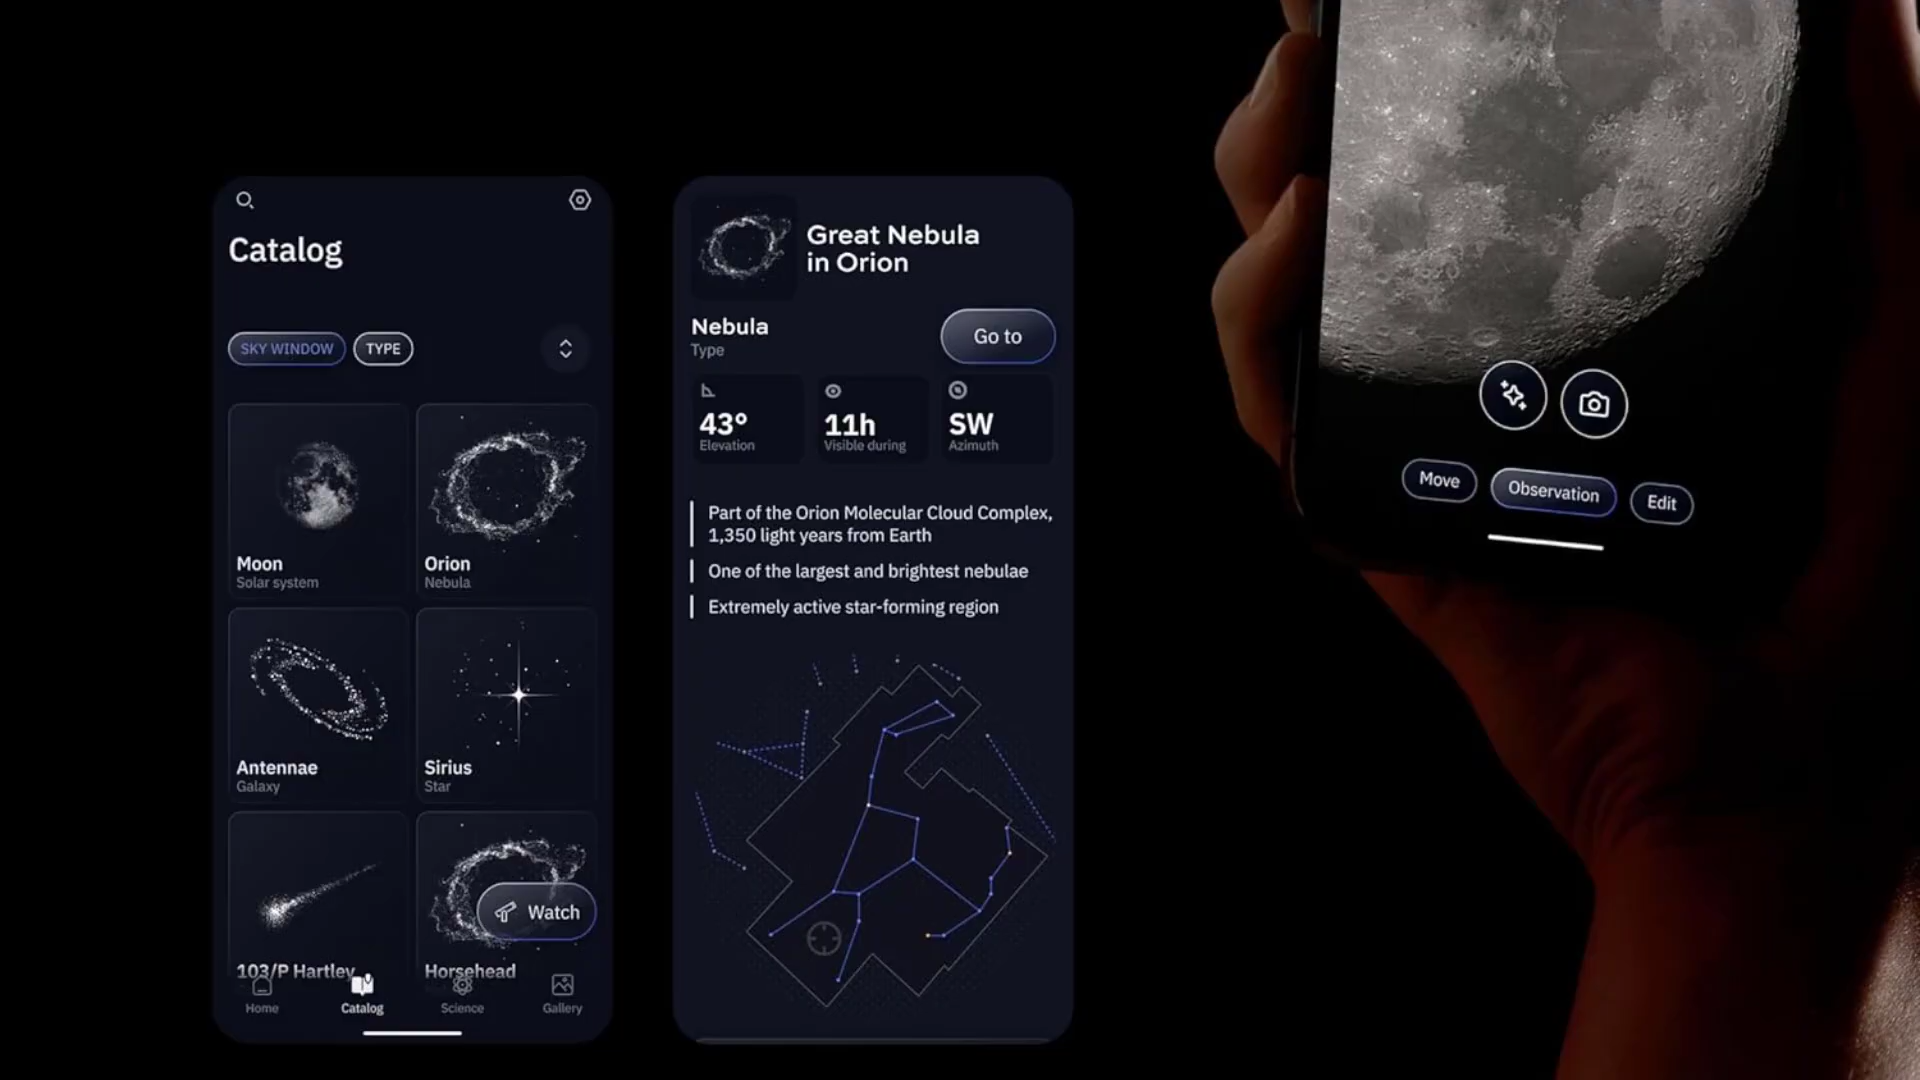 Catalog
SKY WINDOW
TYPE
Moon
Solar system
Orion
Nebula
Antennae
Galaxy
Sirius
Star
103/P Hartley
Horsehead
Watch
Home
Catalog
Science
Gallery
Great Nebula
in Orion
Nebula
Type
Go to
43°
Elevation
11h
Visible during
SW
Azimuth
Part of the Orion Molecular Cloud Complex,
1,350 light years from Earth
One of the largest and brightest nebulae
Extremely active star-forming region
Move
Observation
Edit